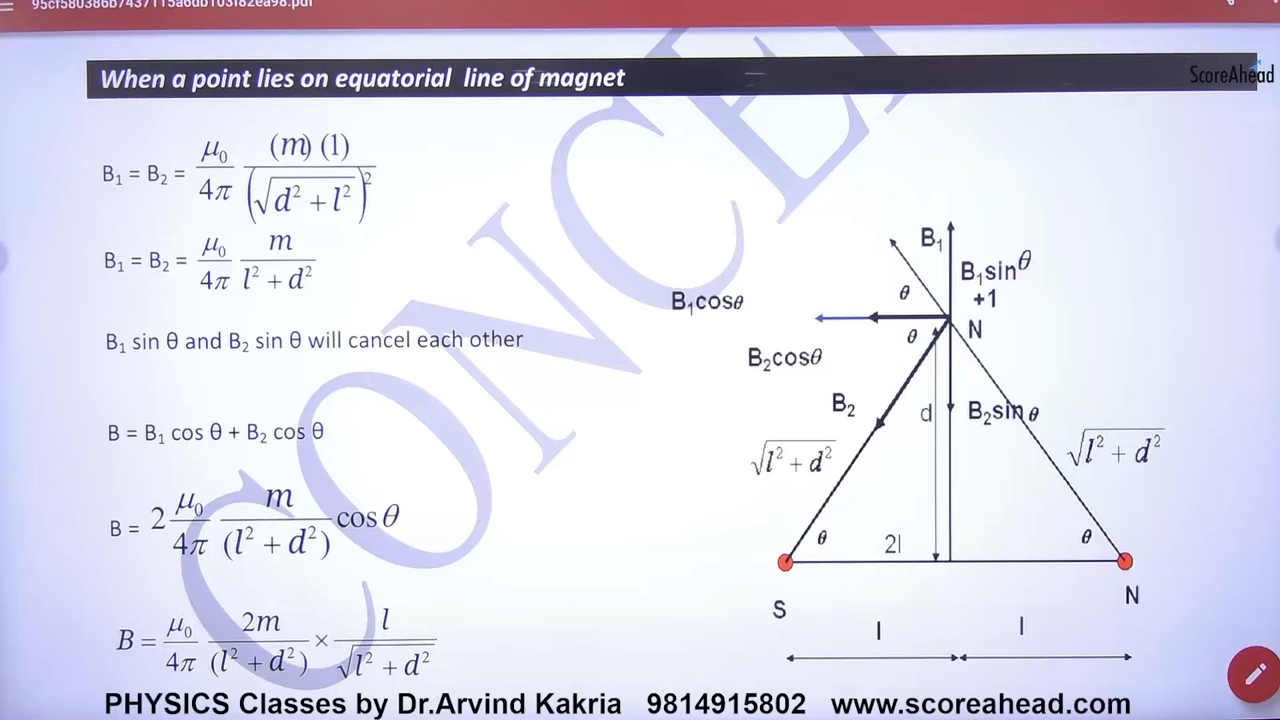 95cf580386b7437115a6db103f82ea98.pdf
When a point lies on equatorial line of magnet
ScoreAhead
B₁ = B₂ = μ₀/4π (m) (1)/(√(d² + l²))²
B₁ = B₂ = μ₀/4π m/(l² + d²)
B₁ sin θ and B₂ sin θ will cancel each other
B = B₁ cos θ + B₂ cos θ
B = 2 μ₀/4π m/(l² + d²) cos θ
B = μ₀/4π 2m/(l² + d²) × l/√(l² + d²)
B₁
B₁sinθ
+1
θ
B₁cosθ
N
θ
B₂cosθ
B₂
d
B₂sinθ
√(l² + d²)
√(l² + d²)
θ
2l
θ
S
N
l
l
CONCE
PHYSICS Classes by Dr.Arvind Kakria 9814915802 www.scoreahead.com